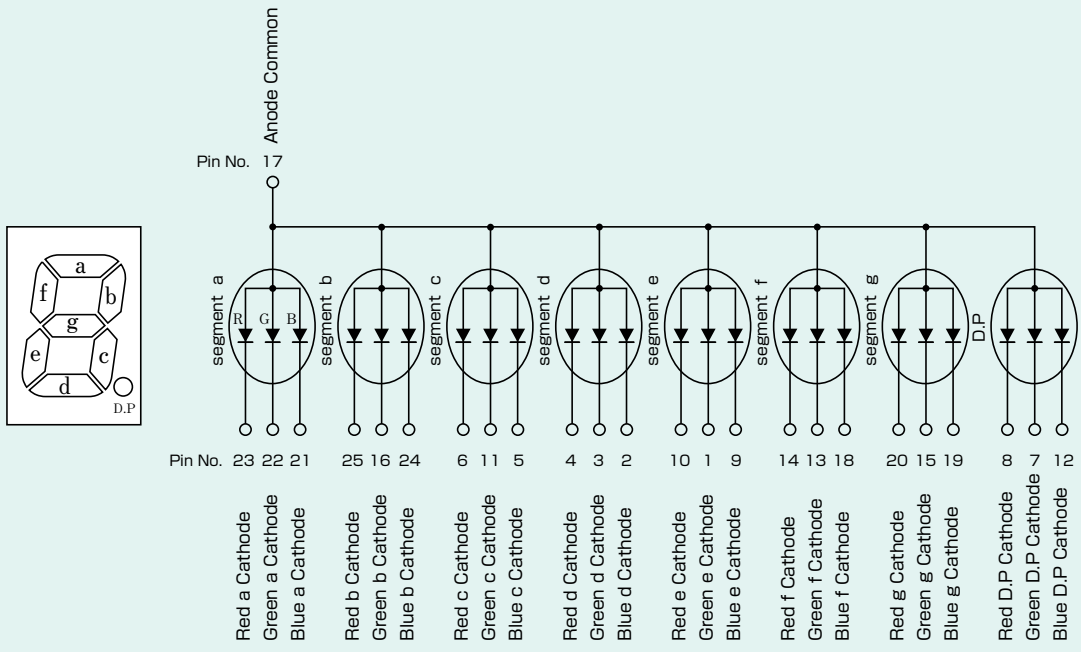 Anode Common
Pin No. 17
a
f
b
g
e
c
d
D.P
segment a
R G B
segment b
segment c
segment d
segment e
segment f
segment g
D.P
Pin No. 23 22 21 25 16 24 6 11 5 4 3 2 10 1 9 14 13 18 20 15 19 8 7 12
Red a Cathode
Green a Cathode
Blue a Cathode
Red b Cathode
Green b Cathode
Blue b Cathode
Red c Cathode
Green c Cathode
Blue c Cathode
Red d Cathode
Green d Cathode
Blue d Cathode
Red e Cathode
Green e Cathode
Blue e Cathode
Red f Cathode
Green f Cathode
Blue f Cathode
Red g Cathode
Green g Cathode
Blue g Cathode
Red D.P Cathode
Green D.P Cathode
Blue D.P Cathode